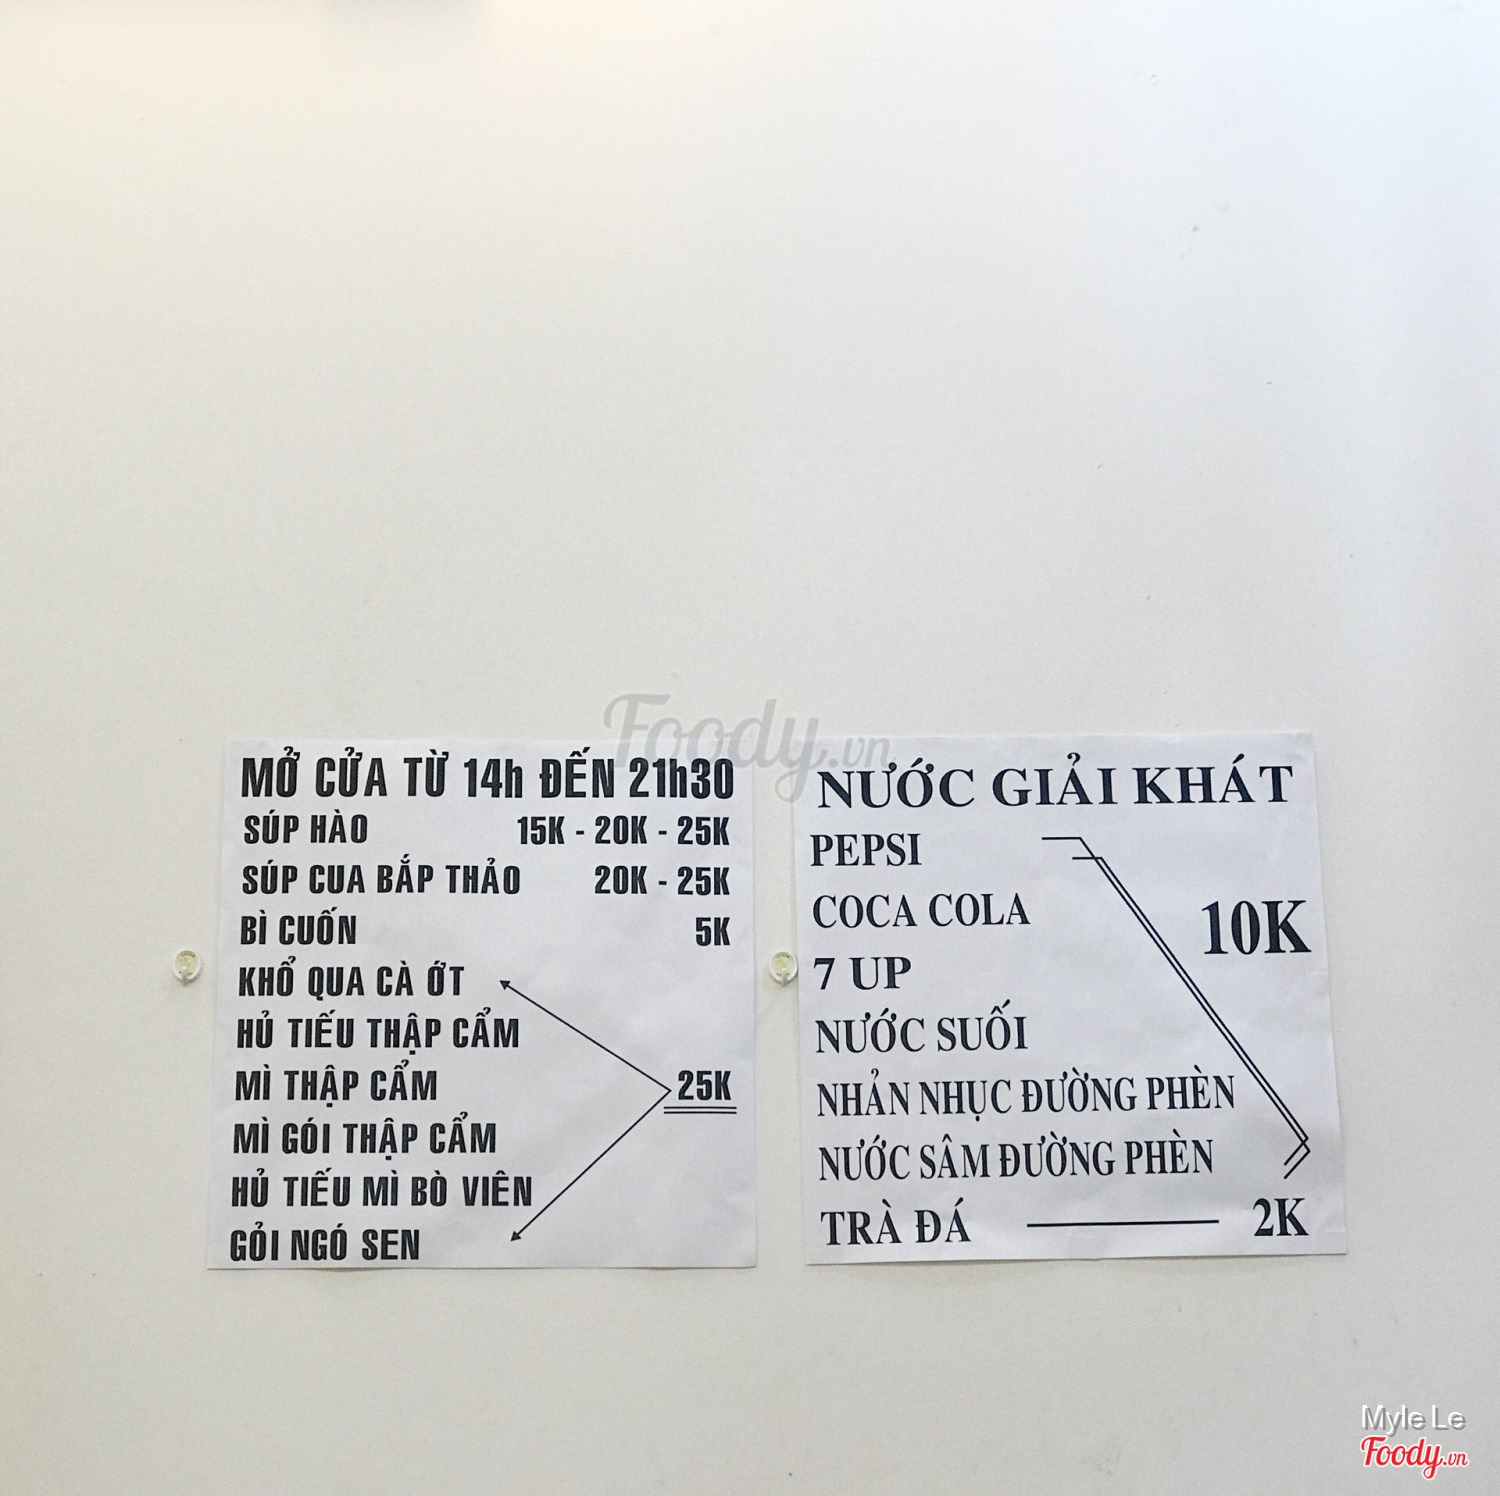 Foody.vn
MỞ CỬA TỪ 14h ĐẾN 21h30
SÚP HÀO 15K - 20K - 25K
SÚP CUA BẮP THẢO 20K - 25K
BÌ CUỐN 5K
KHỔ QUA CÀ ỚT
HỦ TIẾU THẬP CẨM
MÌ THẬP CẨM 25K
MÌ GÓI THẬP CẨM
HỦ TIẾU MÌ BÒ VIÊN
GỎI NGÓ SEN
NƯỚC GIẢI KHÁT
PEPSI
COCA COLA 10K
7 UP
NƯỚC SUỐI
NHẢN NHỤC ĐƯỜNG PHÈN
NƯỚC SÂM ĐƯỜNG PHÈN
TRÀ ĐÁ 2K
Myle Le
Foody.vn